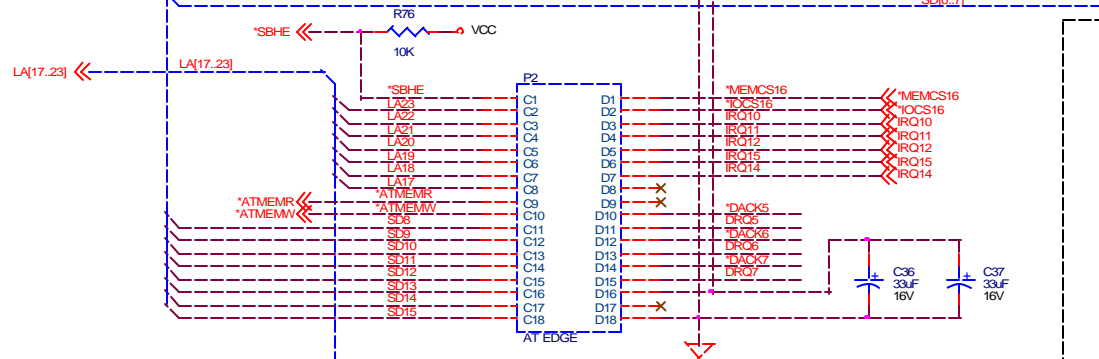 SD[0..7]
R76
*SBHE
VCC
10K
LA[17..23]
LA[17..23]
P2
*SBHE C1 D1 *MEMCS16 *MEMCS16
LA23 C2 D2 *IOCS16 *IOCS16
LA22 C3 D3 IRQ10 IRQ10
LA21 C4 D4 IRQ11 IRQ11
LA20 C5 D5 IRQ12 IRQ12
LA19 C6 D6 IRQ15 IRQ15
LA18 C7 D7 IRQ14 IRQ14
LA17 C8 D8
*ATMEMR *ATMEMR C9 D9
*ATMEMW *ATMEMW C10 D10 *DACK5
SD8 C11 D11 DRQ5
SD9 C12 D12 *DACK6
SD10 C13 D13 DRQ6
SD11 C14 D14 *DACK7
SD12 C15 D15 DRQ7
SD13 C16 D16
SD14 C17 D17
SD15 C18 D18
C36
33uF
16V
C37
33uF
16V
AT EDGE